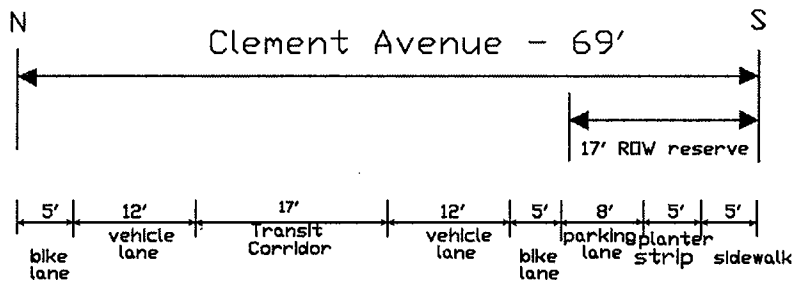 N
S
Clement Avenue - 69'
17' ROW reserve
5' 12' 17' 12' 5' 8' 5' 5'
bike lane
vehicle lane
Transit Corridor
vehicle lane
bike lane
parking lane
planter strip
sidewalk